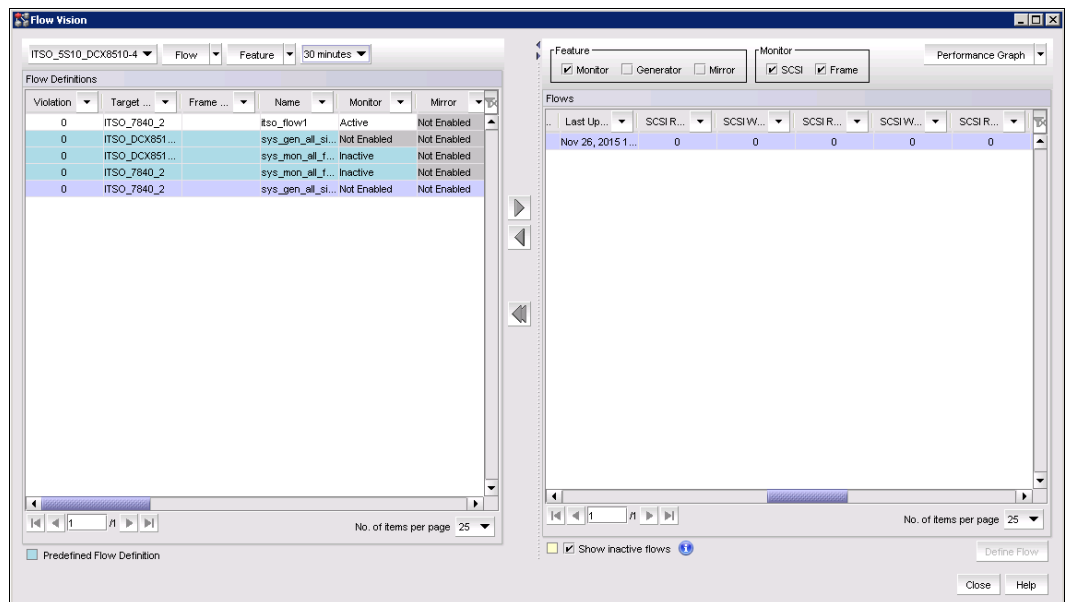 Flow Vision
ITSO_5S10_DCX8510-4 Flow Feature 30 minutes
Flow Definitions
Violation Target ... Frame ... Name Monitor Mirror
0 ITSO_7840_2 itso_flow1 Active Not Enabled
0 ITSO_DCX851... sys_gen_all_si... Not Enabled Not Enabled
0 ITSO_DCX851... sys_mon_all_f... Inactive Not Enabled
0 ITSO_7840_2 sys_mon_all_f... Inactive Not Enabled
0 ITSO_7840_2 sys_gen_all_si... Not Enabled Not Enabled
1 /1 No. of items per page 25
Predefined Flow Definition
Feature
Monitor Generator Mirror
Monitor
SCSI Frame
Performance Graph
Flows
.. Last Up... SCSI R... SCSI W... SCSI R... SCSI W... SCSI R...
Nov 26, 2015 1... 0 0 0 0 0
1 /1 No. of items per page 25
Show inactive flows
Define Flow
Close Help